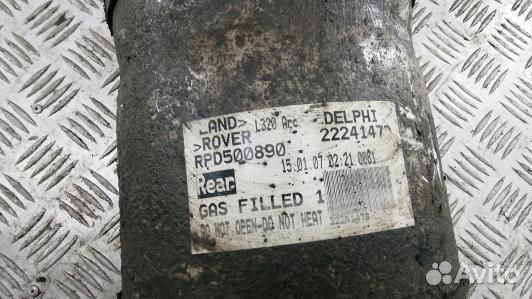 LAND> L320 Acc DELPHI
>ROVER 2224147
RPD500890 15.01.07 02:21 0081
Rear
GAS FILLED 1
DO NOT OPEN-DO NOT HEAT
Avito